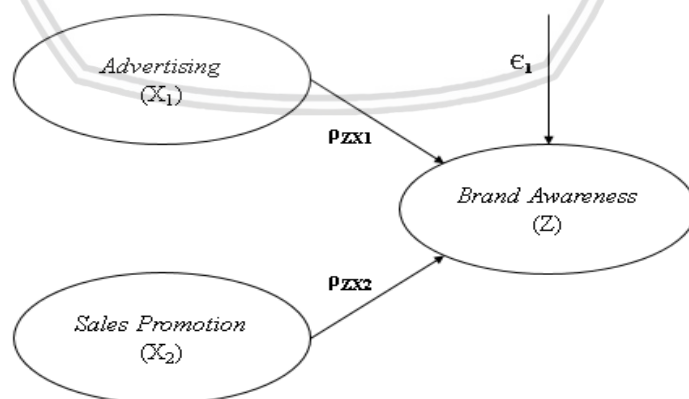 Advertising
(X₁)
ϵ₁
ρZX1
Brand Awareness
(Z)
ρZX2
Sales Promotion
(X₂)